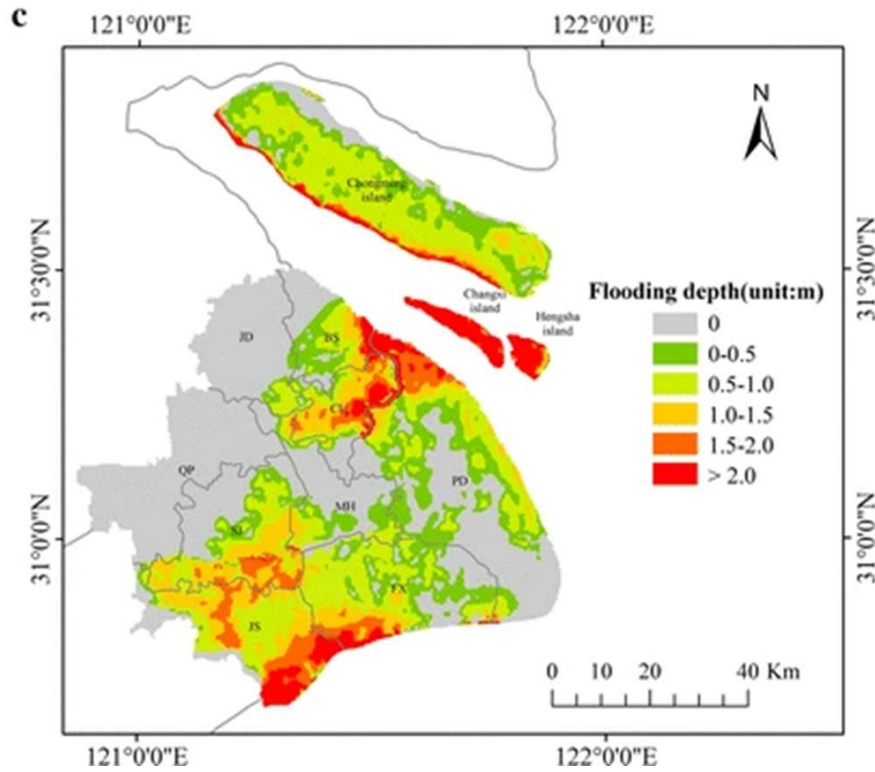 c
121°0'0"E
122°0'0"E
N
Chongming
island
31°30'0"N
31°30'0"N
Changxi
island
Hengsha
island
Flooding depth(unit:m)
0
0-0.5
0.5-1.0
1.0-1.5
1.5-2.0
> 2.0
JD
BS
QP
PD
MH
SJ
31°0'0"N
31°0'0"N
FX
JS
0 10 20 40 Km
121°0'0"E
122°0'0"E